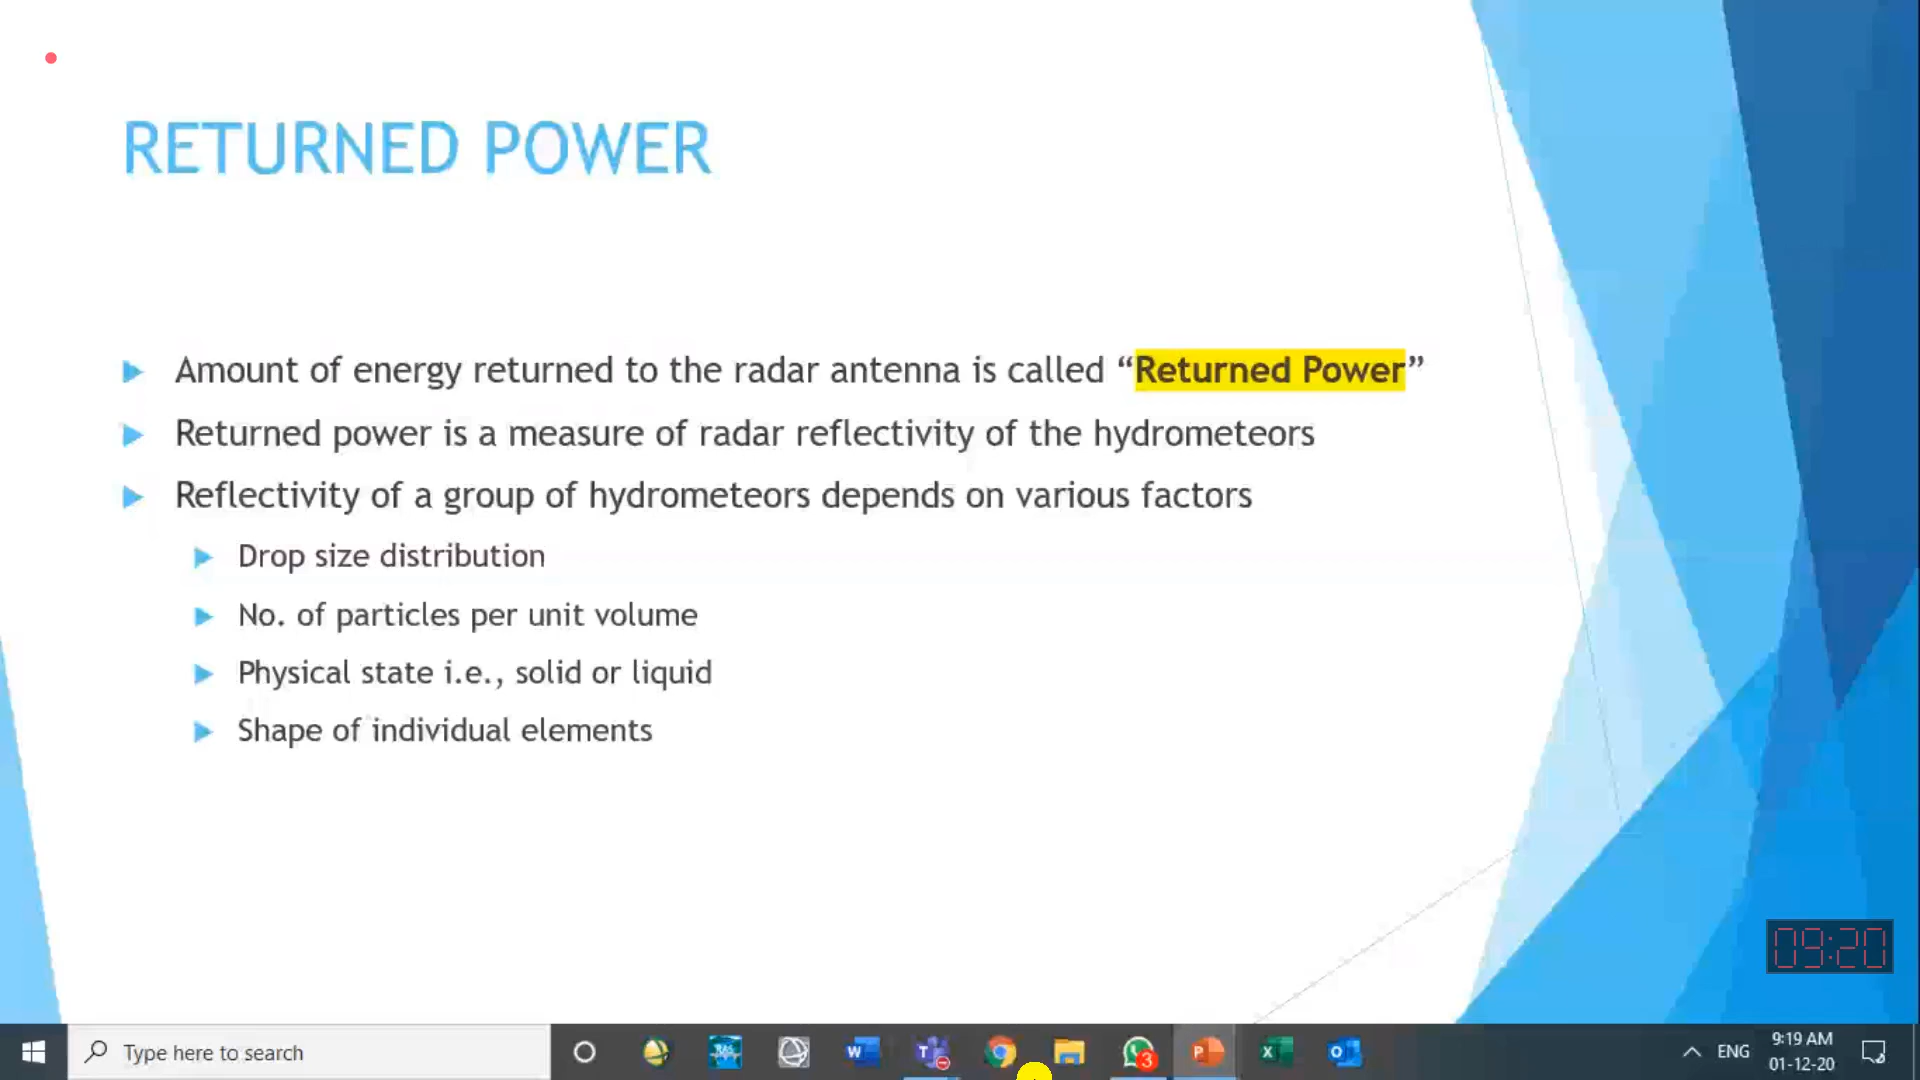 RETURNED POWER
Amount of energy returned to the radar antenna is called “Returned Power”
Returned power is a measure of radar reflectivity of the hydrometeors
Reflectivity of a group of hydrometeors depends on various factors
Drop size distribution
No. of particles per unit volume
Physical state i.e., solid or liquid
Shape of individual elements
09:20
Type here to search
3
ENG
9:19 AM
01-12-20